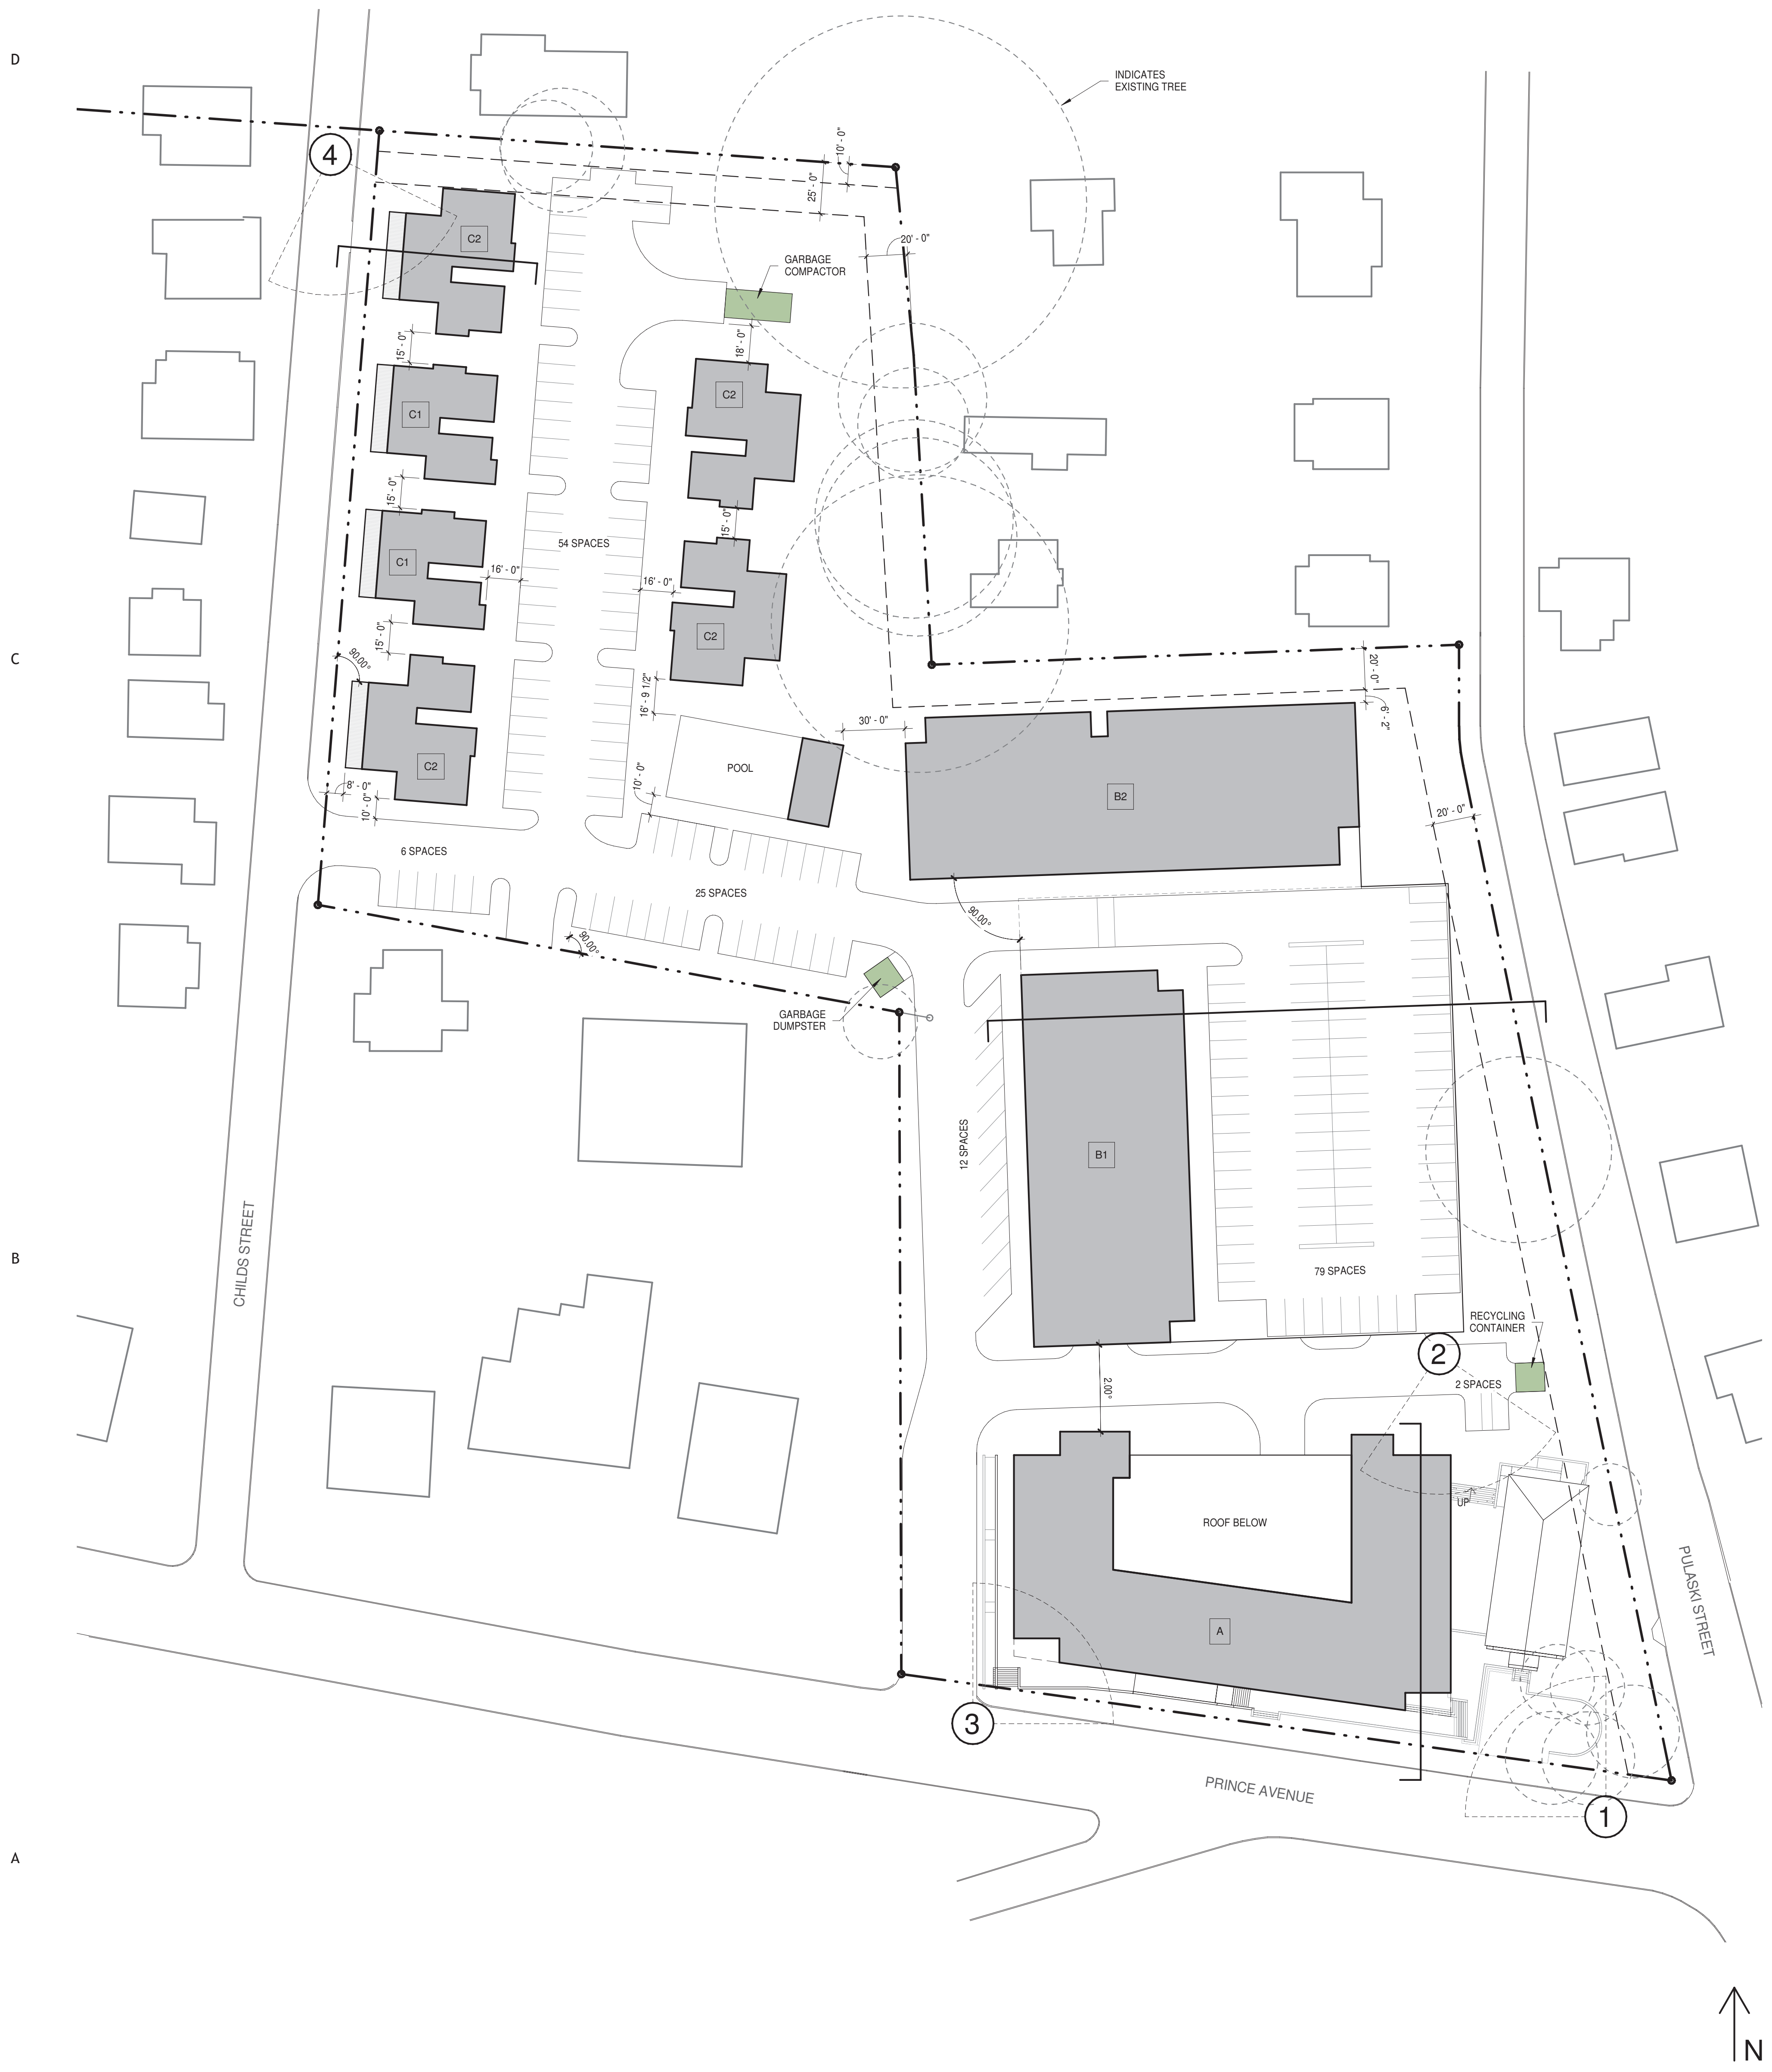 D
INDICATES
EXISTING TREE
4
10' - 0"
25' - 0"
C2
20' - 0"
GARBAGE
COMPACTOR
15' - 0"
18' - 0"
C2
C1
15' - 0"
15' - 0"
54 SPACES
C1
16' - 0"
16' - 0"
C2
15' - 0"
C
90.00°
20' - 0"
16' - 9 1/2"
6' - 2"
30' - 0"
C2
POOL
8' - 0"
10' - 0"
10' - 0"
B2
20' - 0"
6 SPACES
25 SPACES
90.00°
90.00°
GARBAGE
DUMPSTER
12 SPACES
B1
CHILDS STREET
B
79 SPACES
RECYCLING
CONTAINER
2
2.00°
2 SPACES
UP
ROOF BELOW
PULASKI STREET
A
3
PRINCE AVENUE
1
A
N